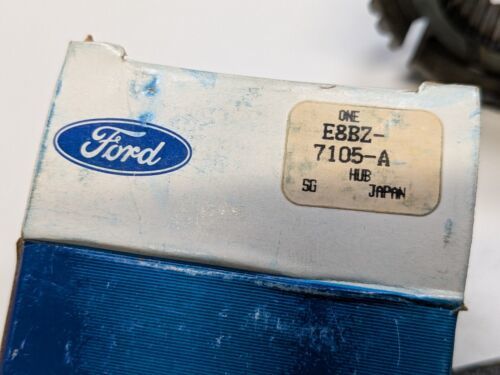 Ford
ONE
E8BZ-
7105-A
HUB
SG JAPAN